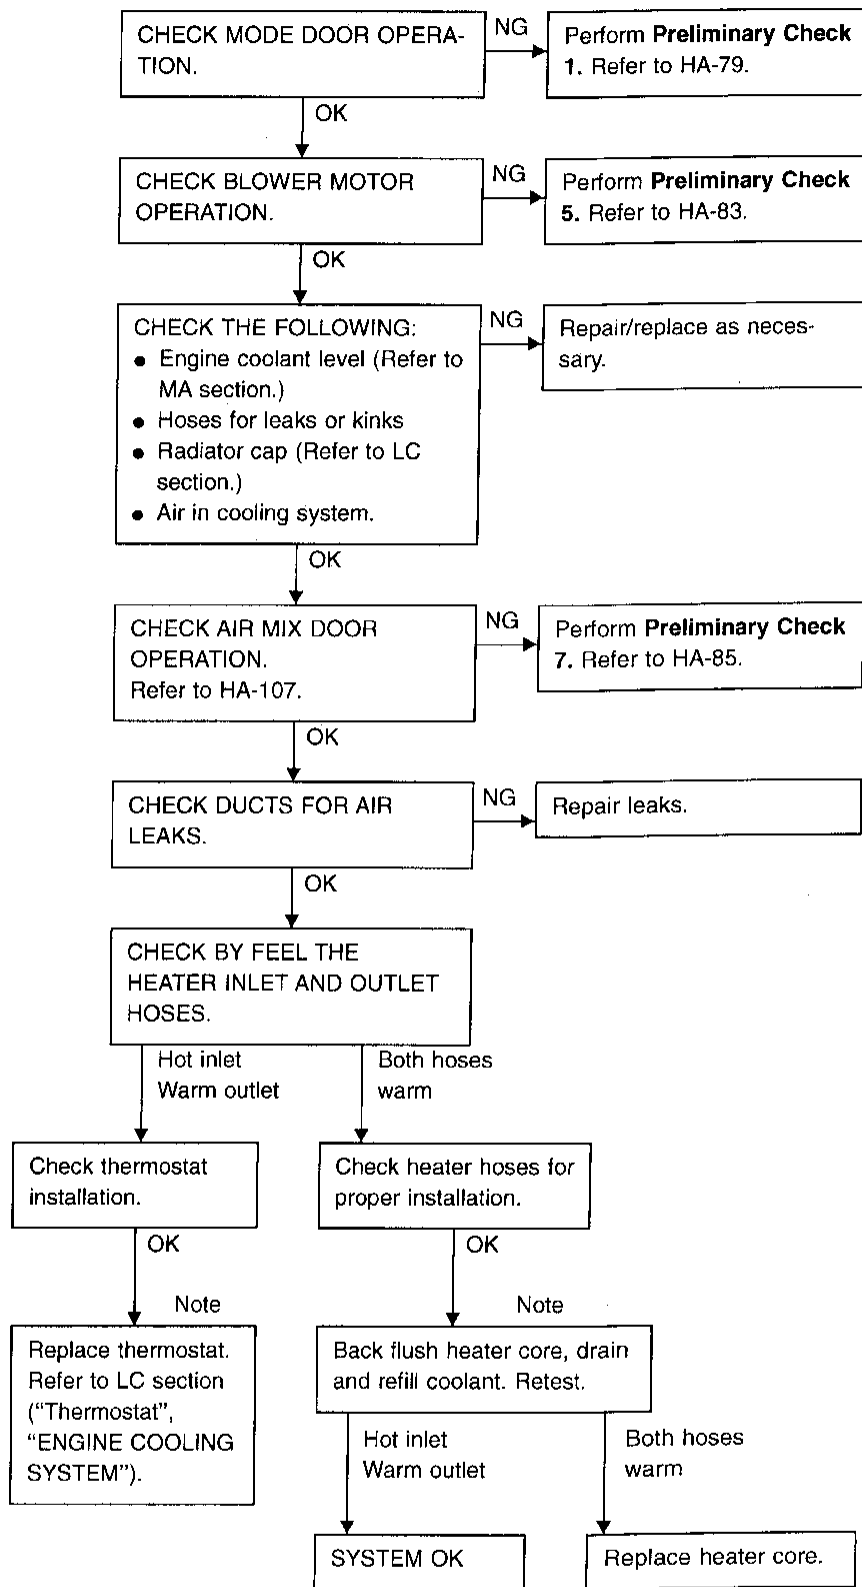 CHECK MODE DOOR OPERA-
TION.
NG
Perform Preliminary Check
1. Refer to HA-79.
OK
CHECK BLOWER MOTOR
OPERATION.
NG
Perform Preliminary Check
5. Refer to HA-83.
OK
CHECK THE FOLLOWING:
● Engine coolant level (Refer to
MA section.)
● Hoses for leaks or kinks
● Radiator cap (Refer to LC
section.)
● Air in cooling system.
NG
Repair/replace as neces-
sary.
OK
CHECK AIR MIX DOOR
OPERATION.
Refer to HA-107.
NG
Perform Preliminary Check
7. Refer to HA-85.
OK
CHECK DUCTS FOR AIR
LEAKS.
NG
Repair leaks.
OK
CHECK BY FEEL THE
HEATER INLET AND OUTLET
HOSES.
Hot inlet
Warm outlet
Both hoses
warm
Check thermostat
installation.
Check heater hoses for
proper installation.
OK
OK
Note
Note
Replace thermostat.
Refer to LC section
(“Thermostat”,
“ENGINE COOLING
SYSTEM”).
Back flush heater core, drain
and refill coolant. Retest.
Hot inlet
Warm outlet
Both hoses
warm
SYSTEM OK
Replace heater core.